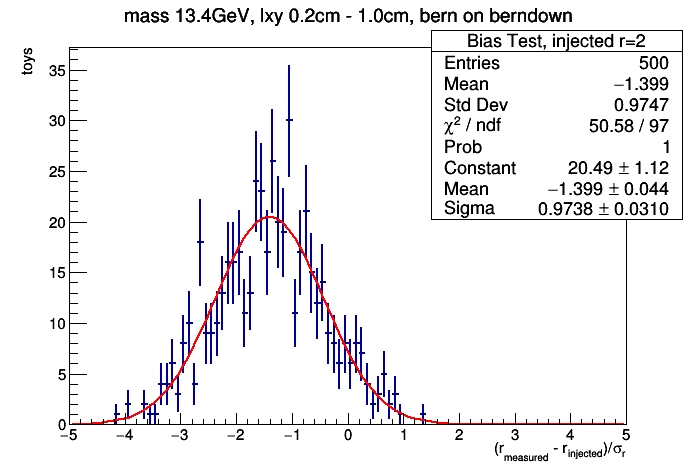 mass 13.4GeV, lxy 0.2cm - 1.0cm, bern on berndown
Bias Test, injected r=2
Entries 500
Mean −1.399
Std Dev 0.9747
χ² / ndf 50.58 / 97
Prob 1
Constant 20.49 ± 1.12
Mean −1.399 ± 0.044
Sigma 0.9738 ± 0.0310
toys
35
30
25
20
15
10
5
0
−5 −4 −3 −2 −1 0 1 2 3 4 5
(r_measured - r_injected)/σ_r